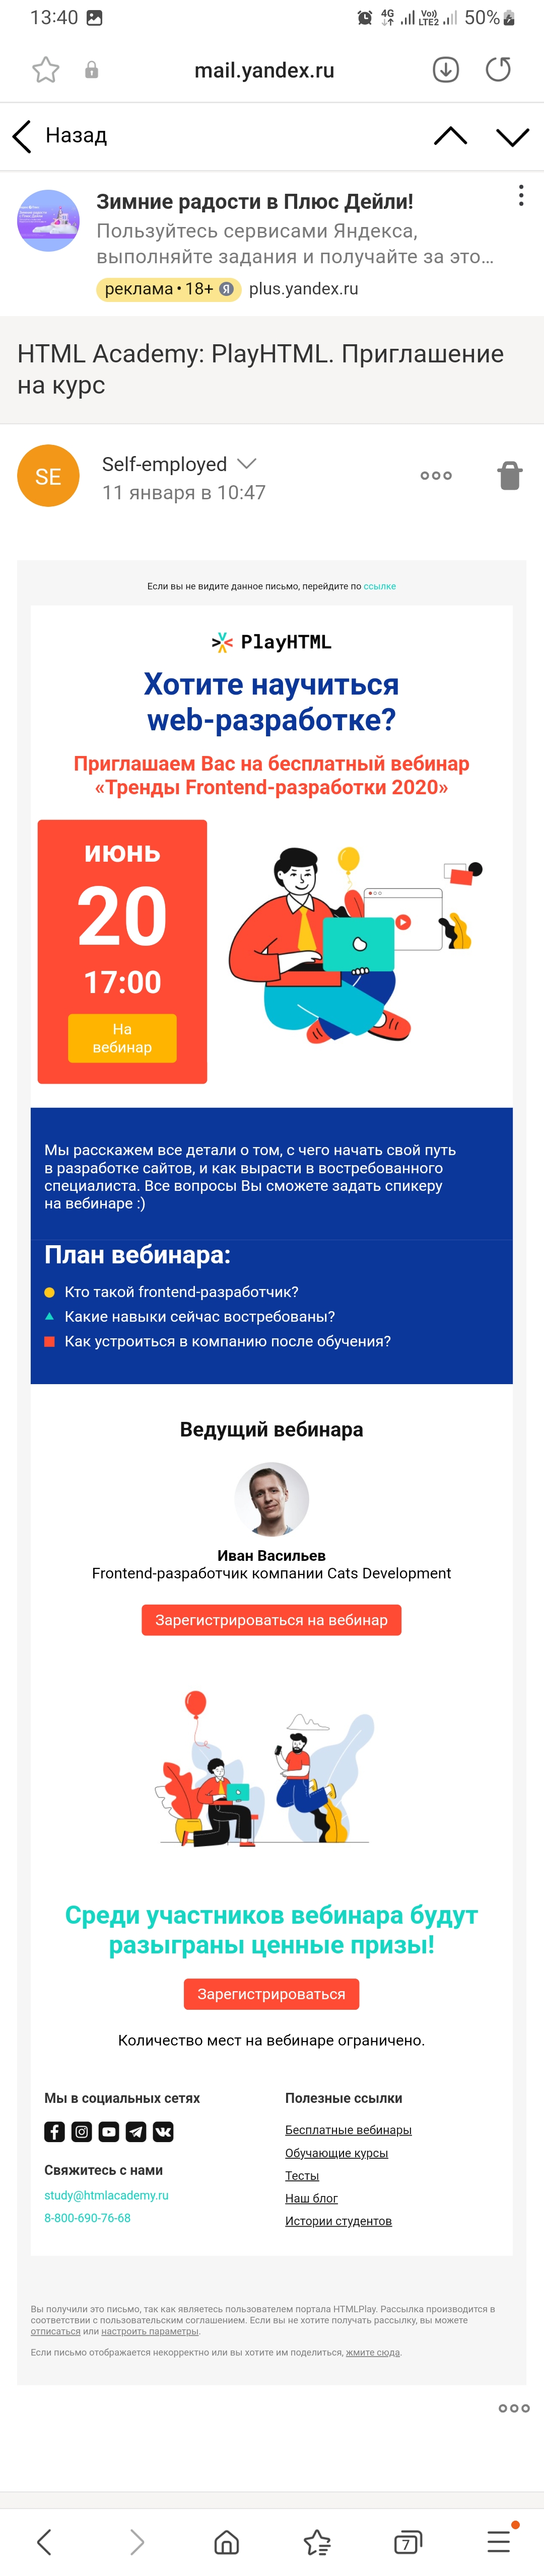 13:40
4G
Vo))
LTE2
50%
mail.yandex.ru
Назад
Зимние радости в Плюс Дейли!
Пользуйтесь сервисами Яндекса,
выполняйте задания и получайте за это...
реклама • 18+ Я plus.yandex.ru
HTML Academy: PlayHTML. Приглашение
на курс
SE
Self-employed
11 января в 10:47
Если вы не видите данное письмо, перейдите по ссылке
PlayHTML
Хотите научиться
web-разработке?
Приглашаем Вас на бесплатный вебинар
«Тренды Frontend-разработки 2020»
июнь
20
17:00
На
вебинар
Мы расскажем все детали о том, с чего начать свой путь
в разработке сайтов, и как вырасти в востребованного
специалиста. Все вопросы Вы сможете задать спикеру
на вебинаре :)
План вебинара:
Кто такой frontend-разработчик?
Какие навыки сейчас востребованы?
Как устроиться в компанию после обучения?
Ведущий вебинара
Иван Васильев
Frontend-разработчик компании Cats Development
Зарегистрироваться на вебинар
Среди участников вебинара будут
разыграны ценные призы!
Зарегистрироваться
Количество мест на вебинаре ограничено.
Мы в социальных сетях
Свяжитесь с нами
study@htmlacademy.ru
8-800-690-76-68
Полезные ссылки
Бесплатные вебинары
Обучающие курсы
Тесты
Наш блог
Истории студентов
Вы получили это письмо, так как являетесь пользователем портала HTMLPlay. Рассылка производится в
соответствии с пользовательским соглашением. Если вы не хотите получать рассылку, вы можете
отписаться или настроить параметры.
Если письмо отображается некорректно или вы хотите им поделиться, жмите сюда.
7